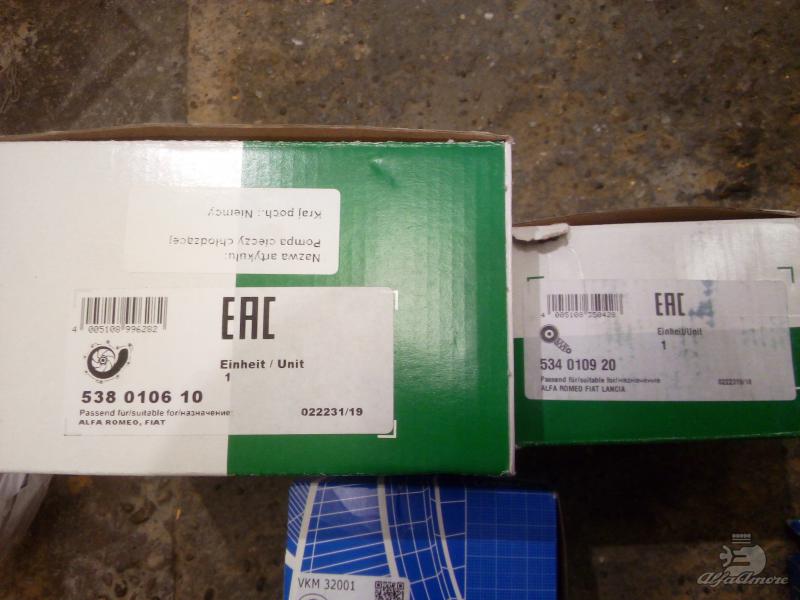 Nazwa artykułu:
Pompa cieczy chłodzącej
Kraj poch.: Niemcy
4 005108 996282
EAC
Einheit / Unit
1
538 0106 10
Passend für/suitable for/назначение:
ALFA ROMEO, FIAT
022231/19
EAC
Einheit/Unit
1
534 0109 20
Passend für/suitable for/назначение
ALFA ROMEO FIAT LANCIA
VKM 32001
AlfaAmore